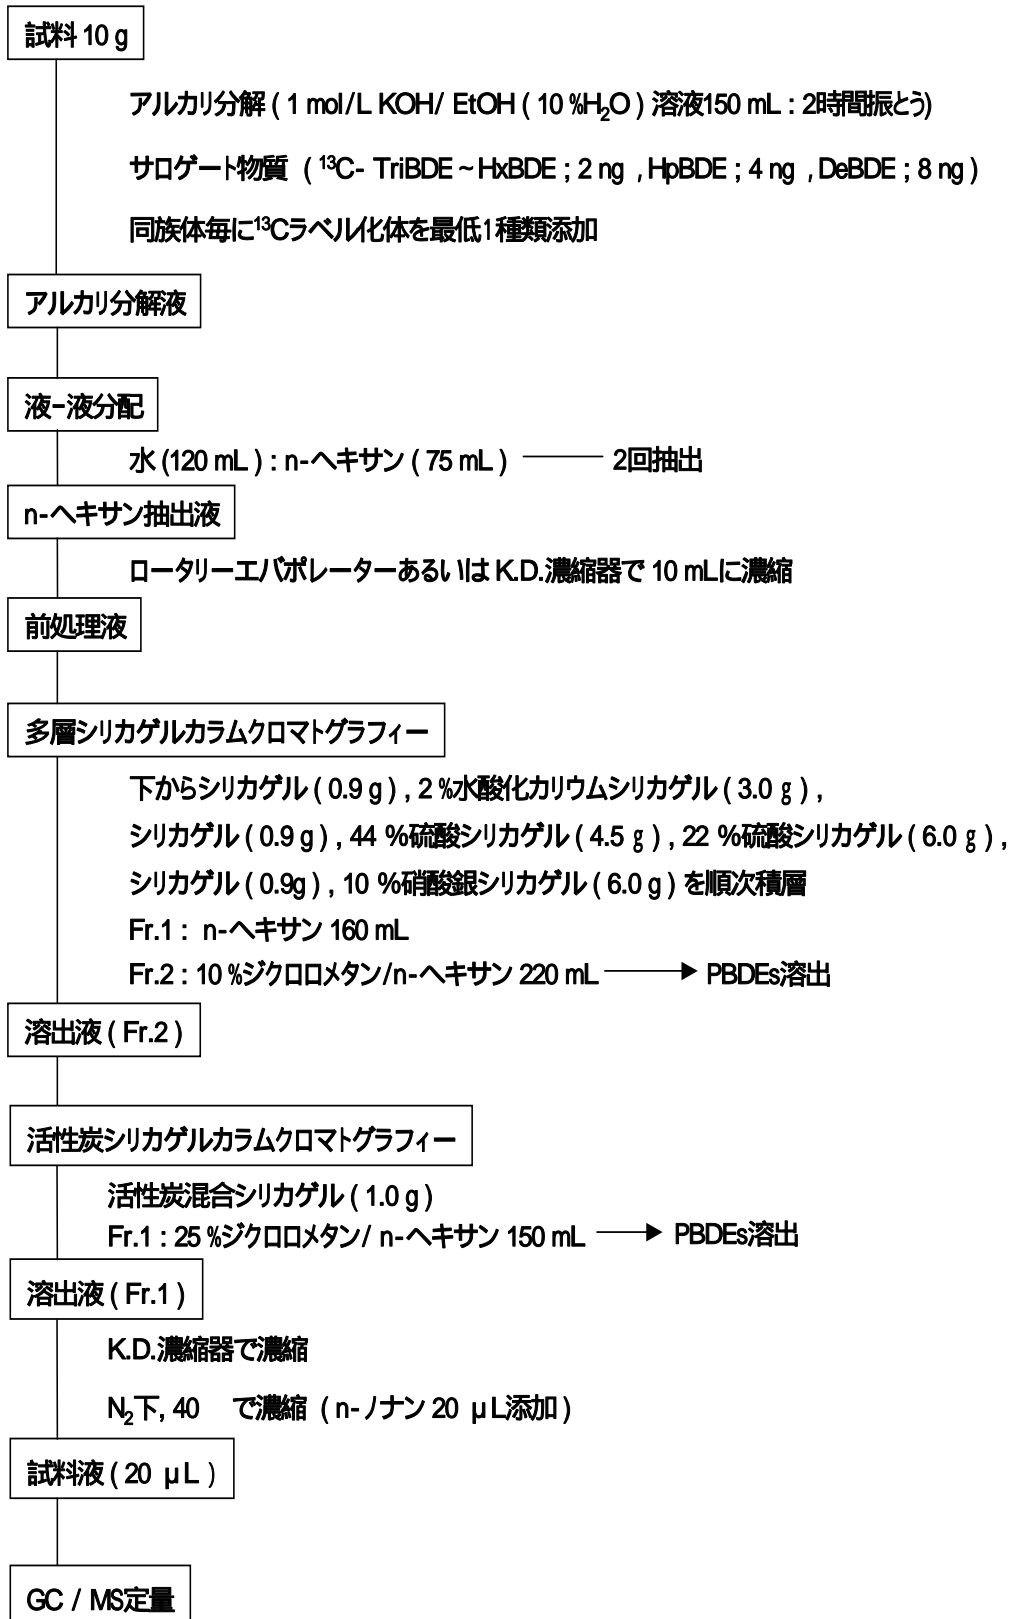 試料 10 g
アルカリ分解 ( 1 mol/L KOH/ EtOH ( 10 %H₂O ) 溶液150 mL : 2時間振とう)
サロゲート物質 ( ¹³C- TriBDE ~ HxBDE ; 2 ng , HpBDE ; 4 ng , DeBDE ; 8 ng )
同族体毎に¹³Cラベル化体を最低1種類添加
アルカリ分解液
液-液分配
水 (120 mL ) : n-ヘキサン ( 75 mL ) 2回抽出
n-ヘキサン抽出液
ロータリーエバポレーターあるいは K.D.濃縮器で 10 mLに濃縮
前処理液
多層シリカゲルカラムクロマトグラフィー
下からシリカゲル ( 0.9 g ) , 2 %水酸化カリウムシリカゲル ( 3.0 g ) ,
シリカゲル ( 0.9 g ) , 44 %硫酸シリカゲル ( 4.5 g ) , 22 %硫酸シリカゲル ( 6.0 g ) ,
シリカゲル ( 0.9g ) , 10 %硝酸銀シリカゲル ( 6.0 g ) を順次積層
Fr.1 : n-ヘキサン 160 mL
Fr.2 : 10 %ジクロロメタン/n-ヘキサン 220 mL → PBDEs溶出
溶出液 ( Fr.2 )
活性炭シリカゲルカラムクロマトグラフィー
活性炭混合シリカゲル ( 1.0 g )
Fr.1 : 25 %ジクロロメタン/ n-ヘキサン 150 mL → PBDEs溶出
溶出液 ( Fr.1 )
K.D.濃縮器で濃縮
N₂下, 40 で濃縮 ( n-ノナン 20 μL添加 )
試料液 ( 20 μL )
GC / MS定量